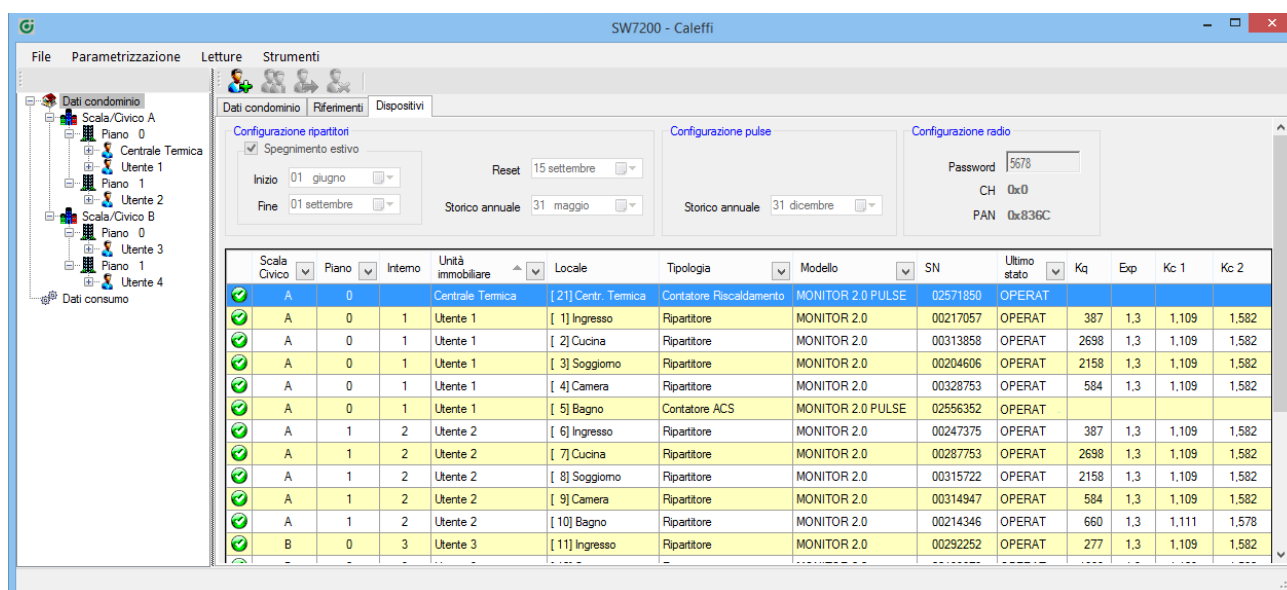 SW7200 - Caleffi
File Parametrizzazione Letture Strumenti
Dati condominio
Scala/Civico A
Piano 0
Centrale Termica
Utente 1
Piano 1
Utente 2
Scala/Civico B
Piano 0
Utente 3
Piano 1
Utente 4
Dati consumo
Dati condominio Riferimenti Dispositivi
Configurazione ripartitori
Spegnimento estivo
Inizio 01 giugno
Fine 01 settembre
Reset 15 settembre
Storico annuale 31 maggio
Configurazione pulse
Storico annuale 31 dicembre
Configurazione radio
Password 5678
CH 0x0
PAN 0x836C
Scala Civico Piano Interno Unità immobiliare Locale Tipologia Modello SN Ultimo stato Kq Exp Kc 1 Kc 2
A 0 Centrale Termica [ 21] Centr. Termica Contatore Riscaldamento MONITOR 2.0 PULSE 02571850 OPERAT
A 0 1 Utente 1 [ 1] Ingresso Ripartitore MONITOR 2.0 00217057 OPERAT 387 1,3 1,109 1,582
A 0 1 Utente 1 [ 2] Cucina Ripartitore MONITOR 2.0 00313858 OPERAT 2698 1,3 1,109 1,582
A 0 1 Utente 1 [ 3] Soggiorno Ripartitore MONITOR 2.0 00204606 OPERAT 2158 1,3 1,109 1,582
A 0 1 Utente 1 [ 4] Camera Ripartitore MONITOR 2.0 00328753 OPERAT 584 1,3 1,109 1,582
A 0 1 Utente 1 [ 5] Bagno Contatore ACS MONITOR 2.0 PULSE 02556352 OPERAT
A 1 2 Utente 2 [ 6] Ingresso Ripartitore MONITOR 2.0 00247375 OPERAT 387 1,3 1,109 1,582
A 1 2 Utente 2 [ 7] Cucina Ripartitore MONITOR 2.0 00287753 OPERAT 2698 1,3 1,109 1,582
A 1 2 Utente 2 [ 8] Soggiorno Ripartitore MONITOR 2.0 00315722 OPERAT 2158 1,3 1,109 1,582
A 1 2 Utente 2 [ 9] Camera Ripartitore MONITOR 2.0 00314947 OPERAT 584 1,3 1,109 1,582
A 1 2 Utente 2 [ 10] Bagno Ripartitore MONITOR 2.0 00214346 OPERAT 660 1,3 1,111 1,578
B 0 3 Utente 3 [ 11] Ingresso Ripartitore MONITOR 2.0 00292252 OPERAT 277 1,3 1,109 1,582